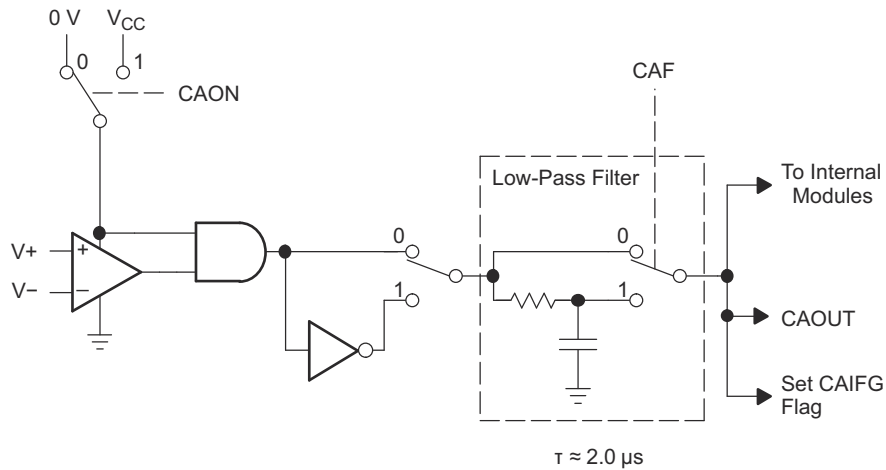 0 V VCC
0 1
CAON
CAF
Low-Pass Filter
To Internal
Modules
V+
+
V−
−
0
1
0
1
CAOUT
Set CAIFG
Flag
τ ≈ 2.0 μs